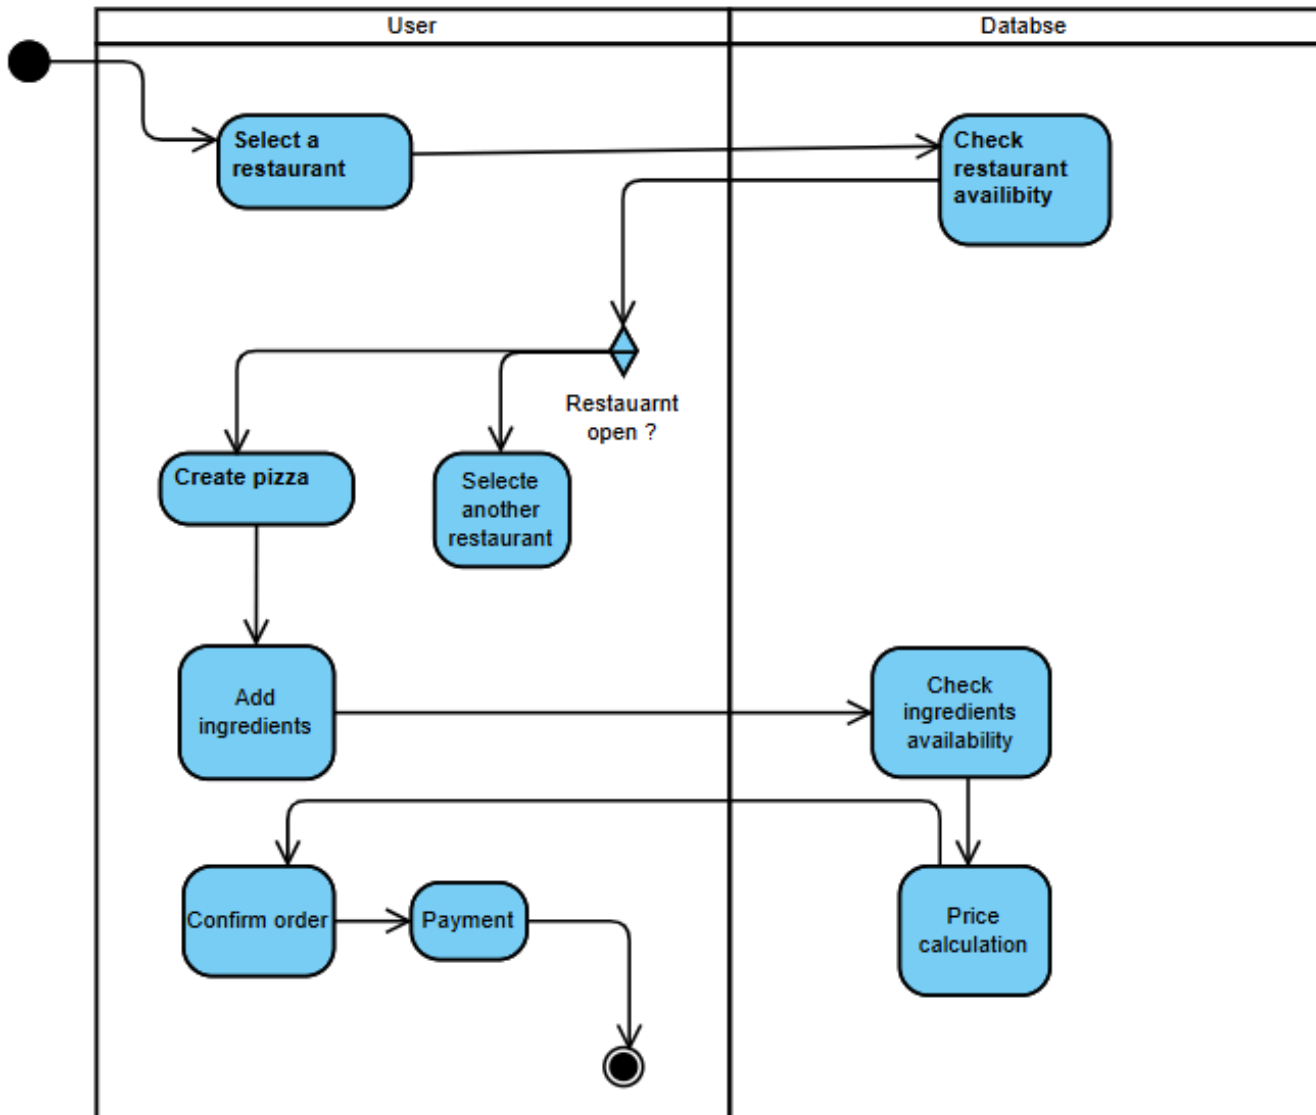 User
Databse
Select a
restaurant
Check
restaurant
availibity
Restauarnt
open ?
Create pizza
Selecte
another
restaurant
Add
ingredients
Check
ingredients
availability
Confirm order
Payment
Price
calculation